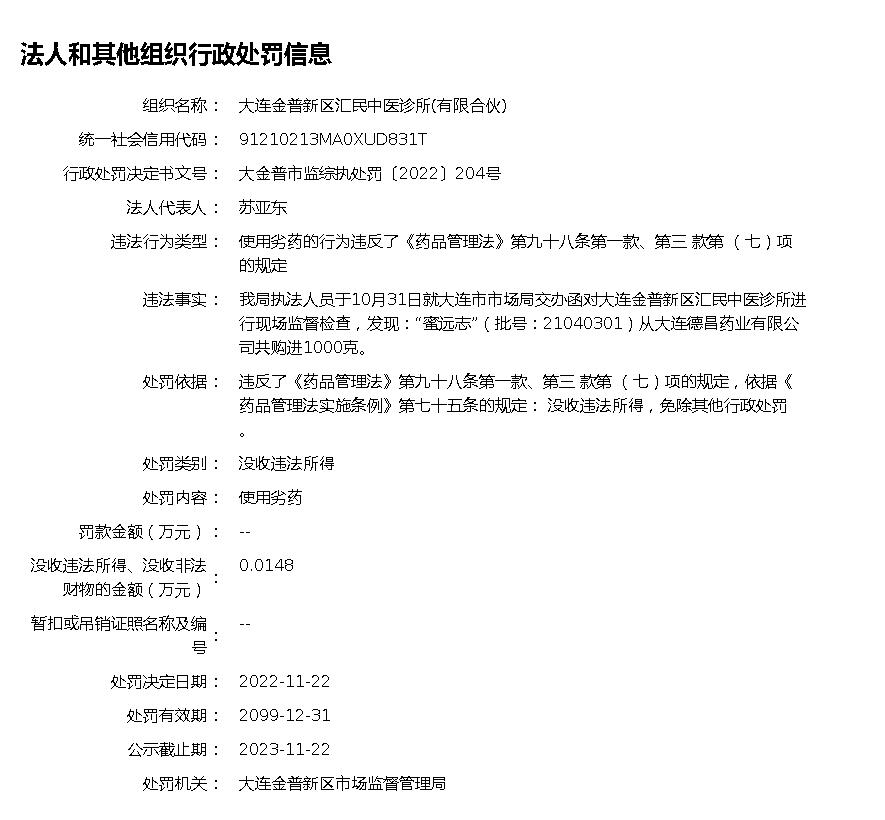 法人和其他组织行政处罚信息
组织名称： 大连金普新区汇民中医诊所(有限合伙)
统一社会信用代码： 91210213MA0XUD831T
行政处罚决定书文号： 大金普市监综执处罚〔2022〕204号
法人代表人： 苏亚东
违法行为类型： 使用劣药的行为违反了《药品管理法》第九十八条第一款、第三 款第 （七）项
的规定
违法事实： 我局执法人员于10月31日就大连市市场局交办函对大连金普新区汇民中医诊所进
行现场监督检查，发现：“蜜远志”（批号：21040301）从大连德昌药业有限公
司共购进1000克。
处罚依据： 违反了《药品管理法》第九十八条第一款、第三 款第 （七）项的规定，依据《
药品管理法实施条例》第七十五条的规定： 没收违法所得，免除其他行政处罚
。
处罚类别： 没收违法所得
处罚内容： 使用劣药
罚款金额（万元）： --
没收违法所得、没收非法
财物的金额（万元）： 0.0148
暂扣或吊销证照名称及编
号： --
处罚决定日期： 2022-11-22
处罚有效期： 2099-12-31
公示截止期： 2023-11-22
处罚机关： 大连金普新区市场监督管理局